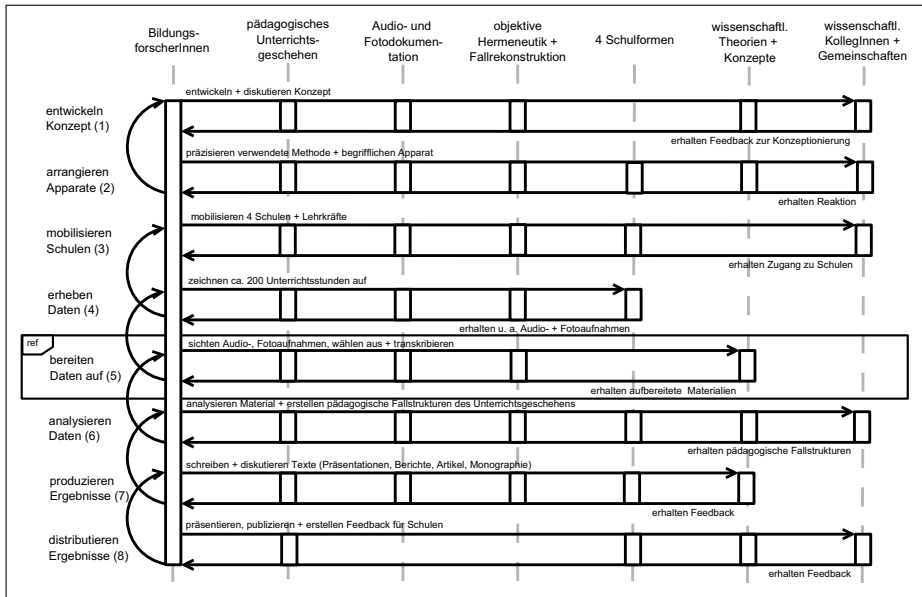 Bildungs-
forscherInnen
pädagogisches
Unterrichts-
geschehen
Audio- und
Fotodokumen-
tation
objektive
Hermeneutik +
Fallrekonstruktion
4 Schulformen
wissenschaftl.
Theorien +
Konzepte
wissenschaftl.
KollegInnen +
Gemeinschaften
entwickeln
Konzept (1)
entwickeln + diskutieren Konzept
erhalten Feedback zur Konzeptionierung
arrangieren
Apparate (2)
präzisieren verwendete Methode + begrifflichen Apparat
erhalten Reaktion
mobilisieren
Schulen (3)
mobilisieren 4 Schulen + Lehrkräfte
erhalten Zugang zu Schulen
erheben
Daten (4)
zeichnen ca. 200 Unterrichtsstunden auf
erhalten u. a. Audio- + Fotoaufnahmen
ref
bereiten
Daten auf (5)
sichten Audio-, Fotoaufnahmen, wählen aus + transkribieren
erhalten aufbereitete Materialien
analysieren
Daten (6)
analysieren Material + erstellen pädagogische Fallstrukturen des Unterrichtsgeschehens
erhalten pädagogische Fallstrukturen
produzieren
Ergebnisse (7)
schreiben + diskutieren Texte (Präsentationen, Berichte, Artikel, Monographie)
erhalten Feedback
distributieren
Ergebnisse (8)
präsentieren, publizieren + erstellen Feedback für Schulen
erhalten Feedback